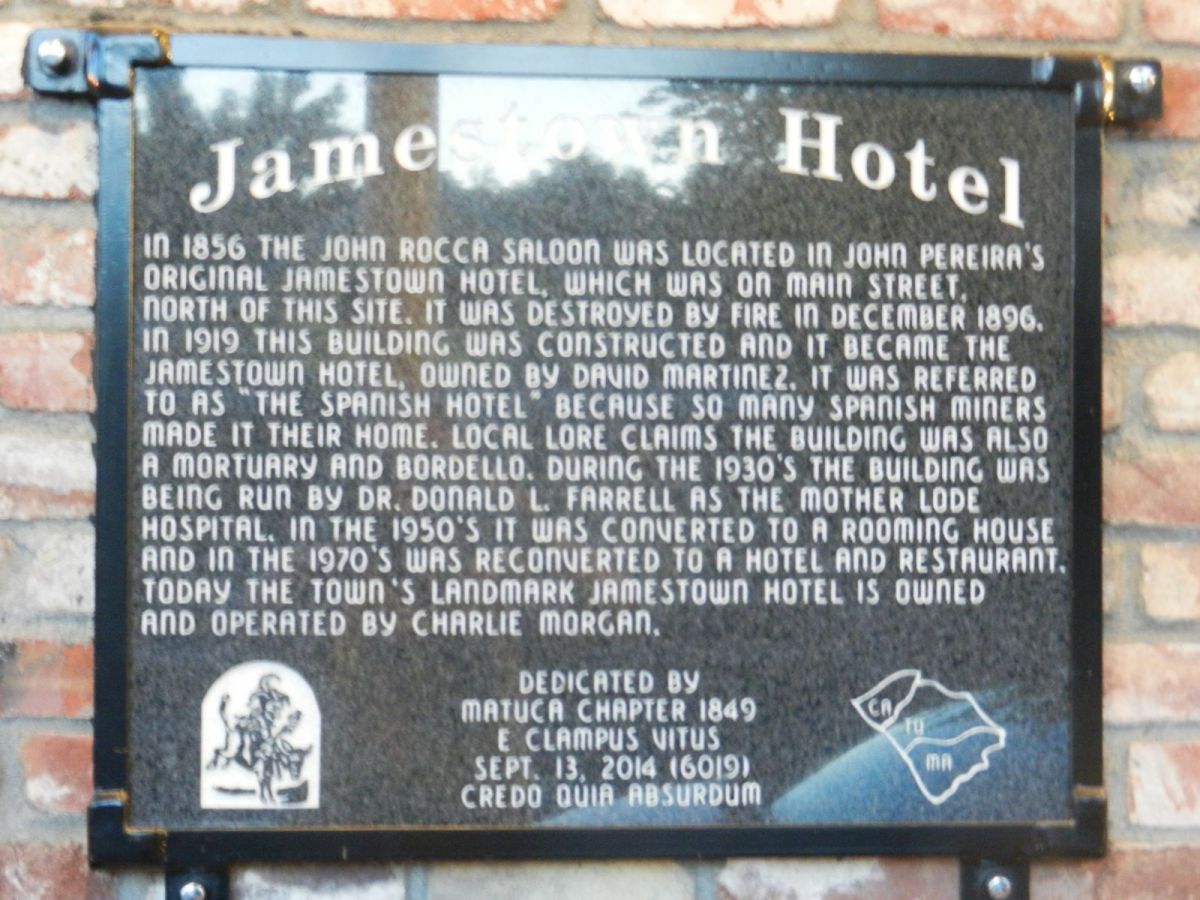 Jamestown Hotel
IN 1856 THE JOHN ROCCA SALOON WAS LOCATED IN JOHN PEREIRA'S
ORIGINAL JAMESTOWN HOTEL, WHICH WAS ON MAIN STREET,
NORTH OF THIS SITE. IT WAS DESTROYED BY FIRE IN DECEMBER 1896.
IN 1919 THIS BUILDING WAS CONSTRUCTED AND IT BECAME THE
JAMESTOWN HOTEL, OWNED BY DAVID MARTINEZ. IT WAS REFERRED
TO AS "THE SPANISH HOTEL" BECAUSE SO MANY SPANISH MINERS
MADE IT THEIR HOME. LOCAL LORE CLAIMS THE BUILDING WAS ALSO
A MORTUARY AND BORDELLO. DURING THE 1930'S THE BUILDING WAS
BEING RUN BY DR. DONALD L. FARRELL AS THE MOTHER LODE
HOSPITAL. IN THE 1950'S IT WAS CONVERTED TO A ROOMING HOUSE
AND IN THE 1970'S WAS RECONVERTED TO A HOTEL AND RESTAURANT.
TODAY THE TOWN'S LANDMARK JAMESTOWN HOTEL IS OWNED
AND OPERATED BY CHARLIE MORGAN.
DEDICATED BY
MATUCA CHAPTER 1849
E CLAMPUS VITUS
SEPT. 13, 2014 (6019)
CREDO QUIA ABSURDUM
CA
TU
MA